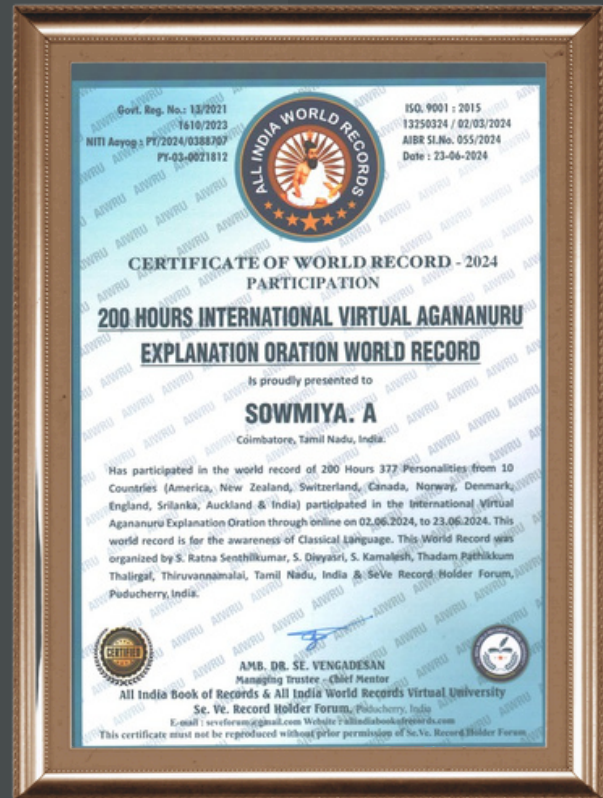 Govt. Reg. No.: 13/2021
1610/2023
NITI Aayog : PY/2024/0388707
PY-03-0021812
ALL INDIA WORLD RECORDS
ISO. 9001 : 2015
13250324 / 02/03/2024
AIBR SI.No. 055/2024
Date : 23-06-2024
CERTIFICATE OF WORLD RECORD - 2024
PARTICIPATION
200 HOURS INTERNATIONAL VIRTUAL AGANANURU
EXPLANATION ORATION WORLD RECORD
Is proudly presented to
SOWMIYA. A
Coimbatore, Tamil Nadu, India.
Has participated in the world record of 200 Hours 377 Personalities from 10
Countries (America, New Zealand, Switzerland, Canada, Norway, Denmark,
England, Srilanka, Auckland & India) participated in the International Virtual
Agananuru Explanation Oration through online on 02.06.2024, to 23.06.2024. This
world record is for the awareness of Classical Language. This World Record was
organized by S. Ratna Senthilkumar, S. Divyasri, S. Kamalesh, Thadam Pathikkum
Thalirgal, Thiruvannamalai, Tamil Nadu, India & SeVe Record Holder Forum,
Puducherry, India.
CERTIFIED
AMB. DR. SE. VENGADESAN
Managing Trustee - Chief Mentor
All India Book of Records & All India World Records Virtual University
Se. Ve. Record Holder Forum, Puducherry, India
E-mail : seveforum@gmail.com Website : allindiabookofrecords.com
This certificate must not be reproduced without prior permission of Se.Ve. Record Holder Forum